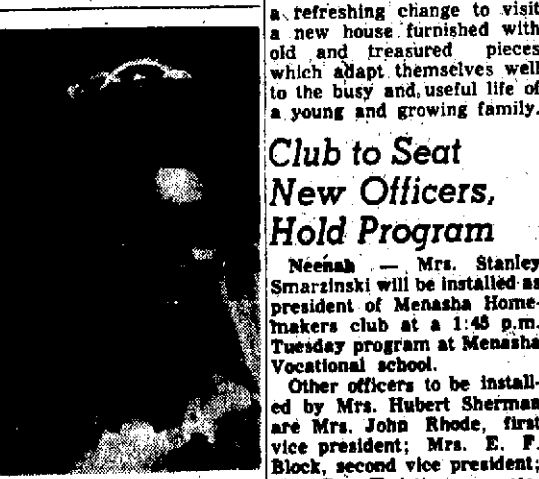 a refreshing change to visit
a new house furnished with
old and treasured pieces
which adapt themselves well
to the busy and useful life of
a young and growing family.
Club to Seat
New Officers,
Hold Program
Neenah — Mrs. Stanley
Smarzinski will be installed as
president of Menasha Home-
makers club at a 1:45 p.m.
Tuesday program at Menasha
Vocational school.
Other officers to be install-
ed by Mrs. Hubert Sherman
are Mrs. John Rhode, first
vice president; Mrs. E. F.
Block, second vice president;